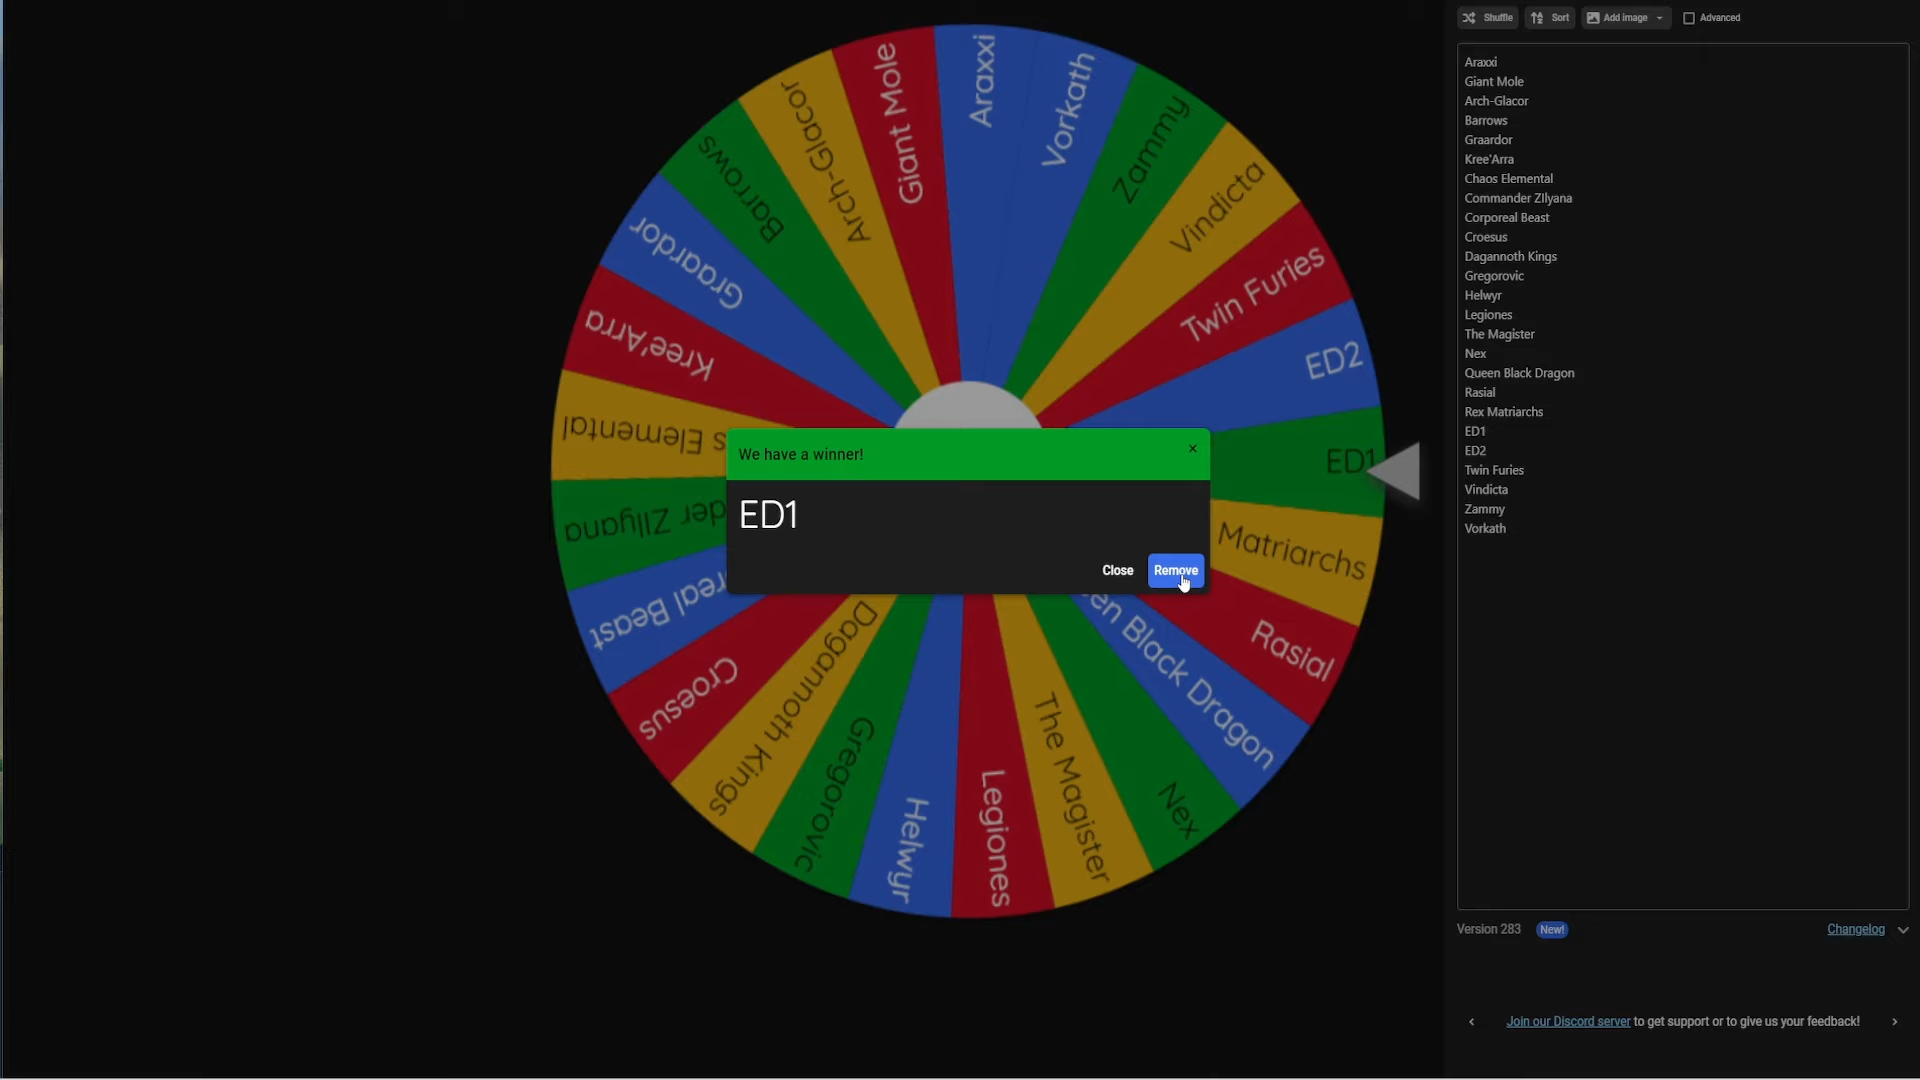 Shuffle
Sort
Add image
Advanced
Araxxi
Giant Mole
Arch-Glacor
Barrows
Graardor
Kree'Arra
Chaos Elemental
Commander ZIlyana
Corporeal Beast
Croesus
Dagannoth Kings
Gregorovic
Helwyr
Legiones
The Magister
Nex
Queen Black Dragon
Rasial
Rex Matriarchs
ED1
ED2
Twin Furies
Vindicta
Zammy
Vorkath
Araxxi
Vorkath
Zammy
Vindicta
Twin Furies
ED2
ED1
Matriarchs
Rasial
en Black Dragon
Nex
The Magister
Legiones
Helwyr
Gregorovic
Dagannoth Kings
Croesus
real Beast
der ZIlyana
s Elemental
Kree'Arra
Graardor
Barrows
Arch-Glacor
Giant Mole
We have a winner!
×
ED1
Close
Remove
Version 283
New!
Changelog
Join our Discord server to get support or to give us your feedback!